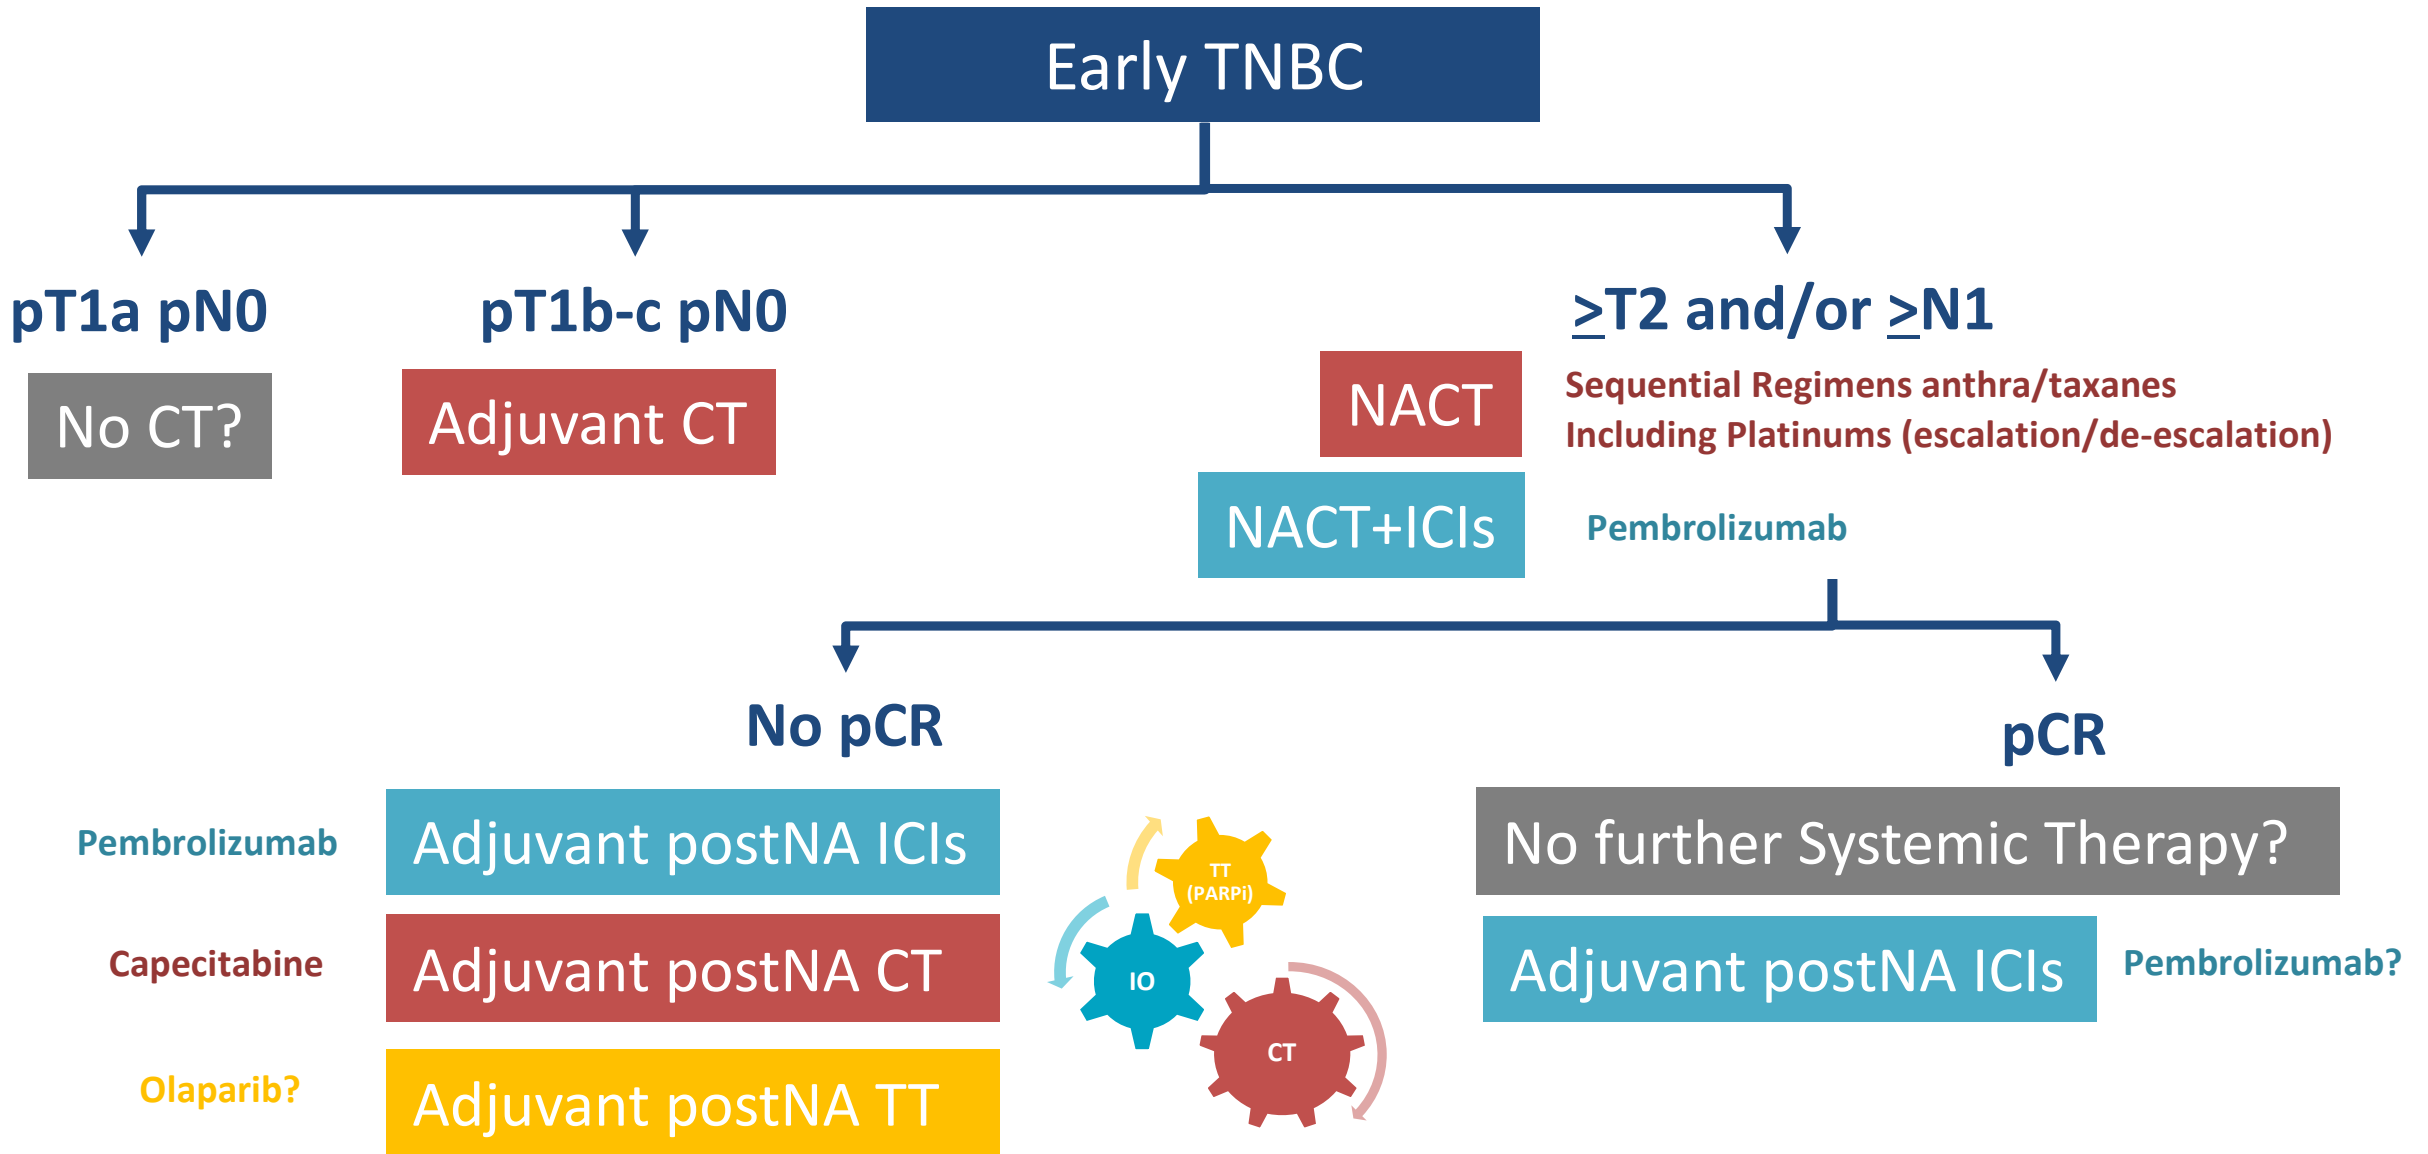 Early TNBC
pT1a pN0
pT1b-c pN0
≥T2 and/or ≥N1
No CT?
Adjuvant CT
NACT
Sequential Regimens anthra/taxanes
Including Platinums (escalation/de-escalation)
NACT+ICIs
Pembrolizumab
No pCR
pCR
Pembrolizumab
Adjuvant postNA ICIs
Capecitabine
Adjuvant postNA CT
Olaparib?
Adjuvant postNA TT
TT
(PARPi)
IO
CT
No further Systemic Therapy?
Adjuvant postNA ICIs
Pembrolizumab?